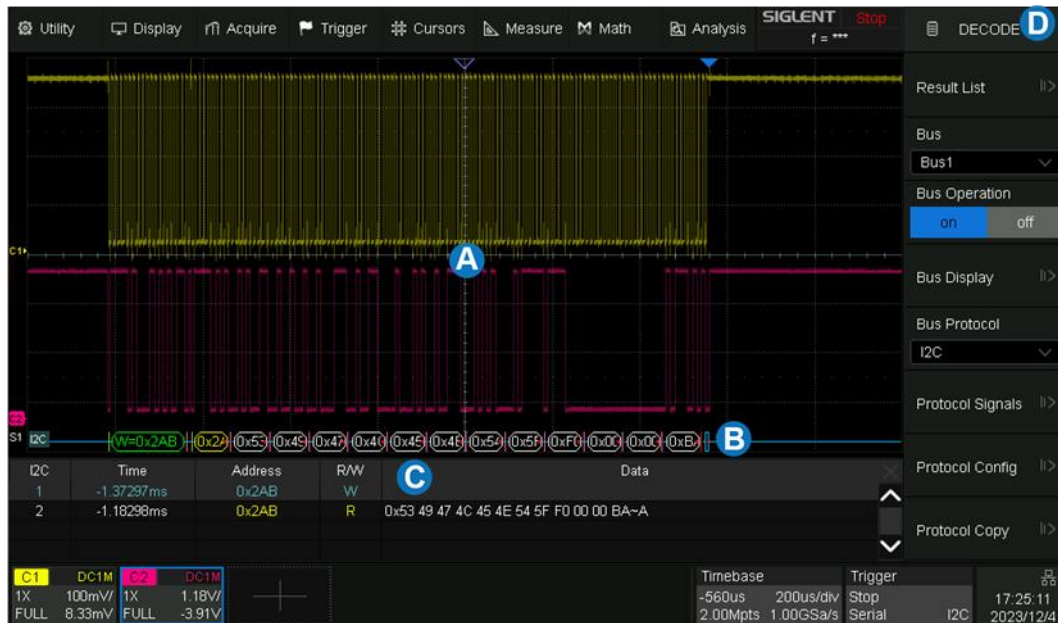 Utility Display Acquire Trigger Cursors Measure Math Analysis SIGLENT Stop
f = ***
DECODE D
Result List
Bus
Bus1
Bus Operation
on off
Bus Display
Bus Protocol
I2C
Protocol Signals
Protocol Config
Protocol Copy
C1
A
C2
S1 I2C W=0x2AB 0x2A 0x53 0x49 0x47 0x4C 0x45 0x4E 0x54 0x5F 0xF0 0x00 0x00 0xBA B
I2C Time Address R/W C Data
1 -1.37297ms 0x2AB W
2 -1.18298ms 0x2AB R 0x53 49 47 4C 45 4E 54 5F F0 00 00 BA~A
C1 DC1M
1X 100mV/
FULL 8.33mV
C2 DC1M
1X 1.18V/
FULL -3.91V
Timebase
-560us 200us/div
2.00Mpts 1.00GSa/s
Trigger
Stop
Serial I2C
17:25:11
2023/12/4